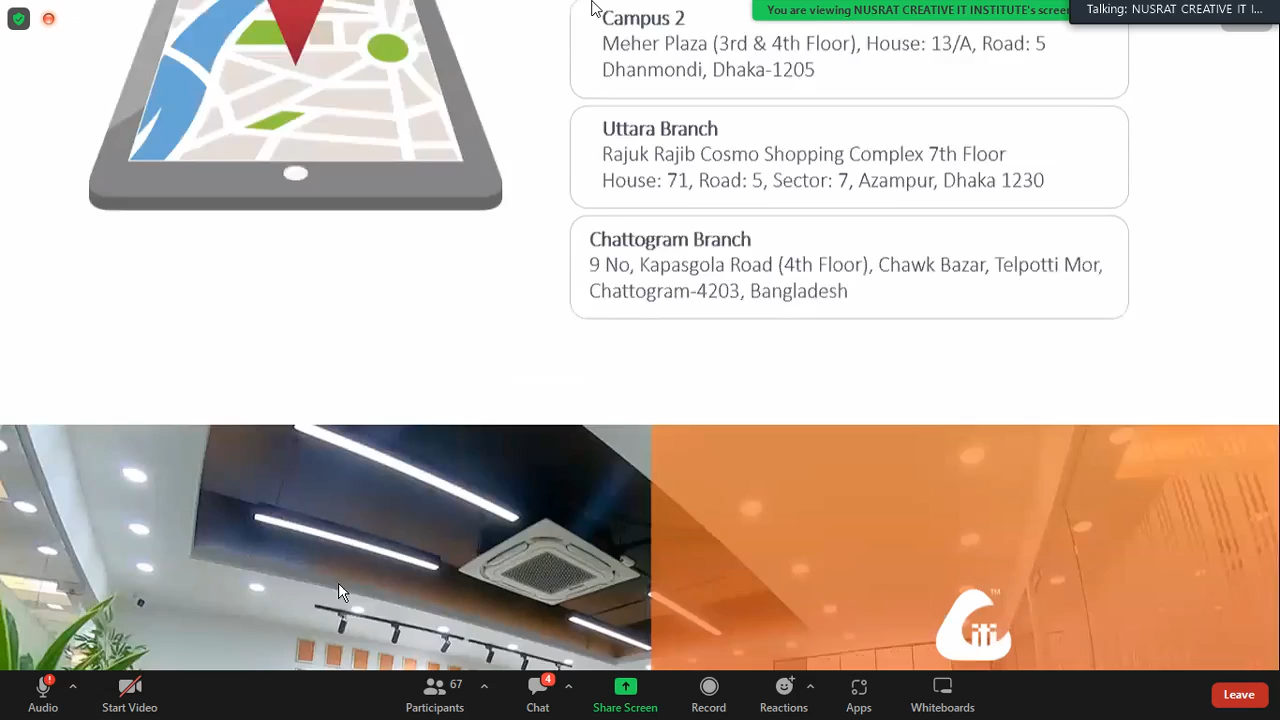 You are viewing NUSRAT CREATIVE IT INSTITUTE's screen
Talking: NUSRAT CREATIVE IT I...
Campus 2
Meher Plaza (3rd & 4th Floor), House: 13/A, Road: 5
Dhanmondi, Dhaka-1205
Uttara Branch
Rajuk Rajib Cosmo Shopping Complex 7th Floor
House: 71, Road: 5, Sector: 7, Azampur, Dhaka 1230
Chattogram Branch
9 No, Kapasgola Road (4th Floor), Chawk Bazar, Telpotti Mor,
Chattogram-4203, Bangladesh
iti
TM
Audio
Start Video
67
Participants
4
Chat
Share Screen
Record
Reactions
Apps
Whiteboards
Leave